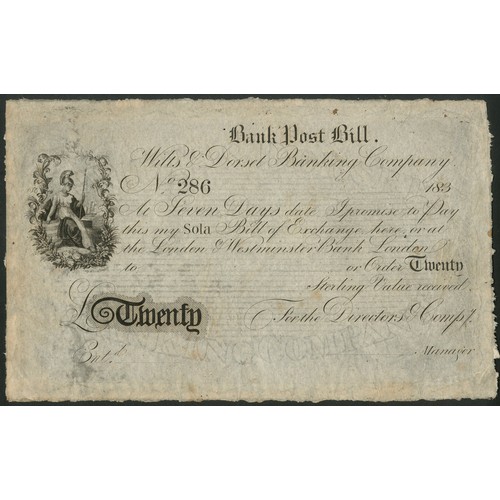 Bank Post Bill.
Wilts & Dorset Banking Company.
No. 286 183
At Seven Days date I promise to Pay
this my Sola Bill of Exchange here, or at
the London & Westminster Bank London
to or Order Twenty
Sterling Value received.
£ Twenty For the Directors & Compy.
Ent.d Manager